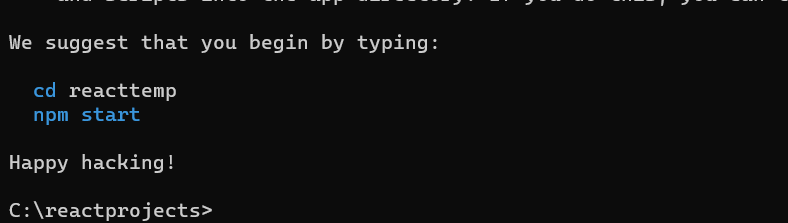 We suggest that you begin by typing:
cd reacttemp
npm start
Happy hacking!
C:\reactprojects>